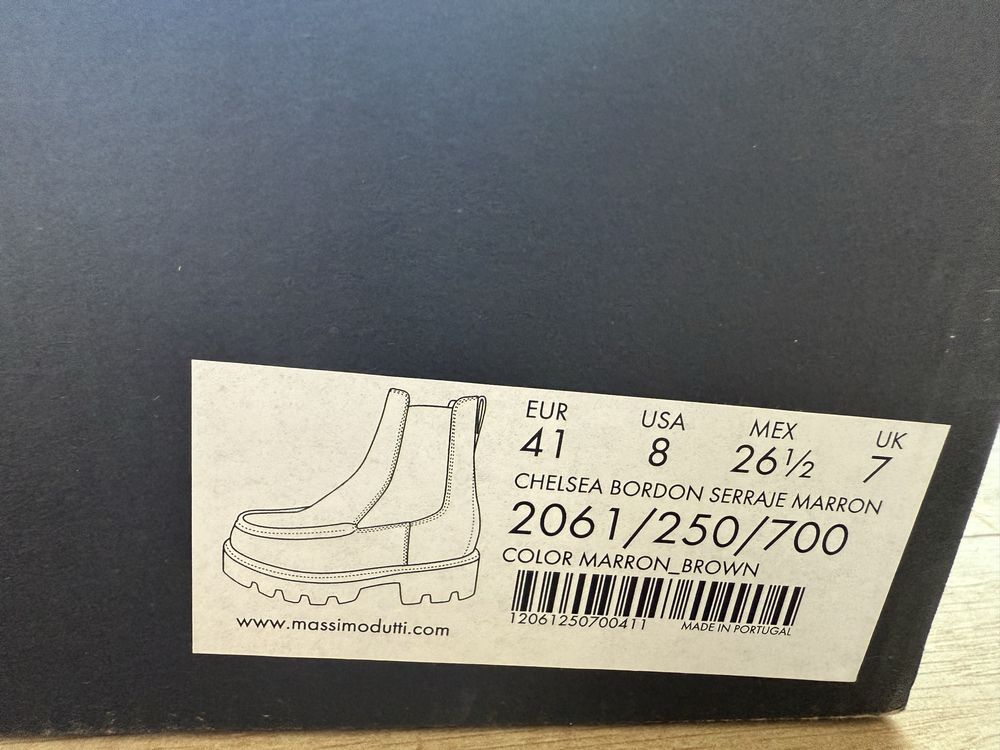 EUR USA MEX UK
41 8 26½ 7
CHELSEA BORDON SERRAJE MARRON
2061/250/700
COLOR MARRON_BROWN
12061250700411 MADE IN PORTUGAL
www.massimodutti.com